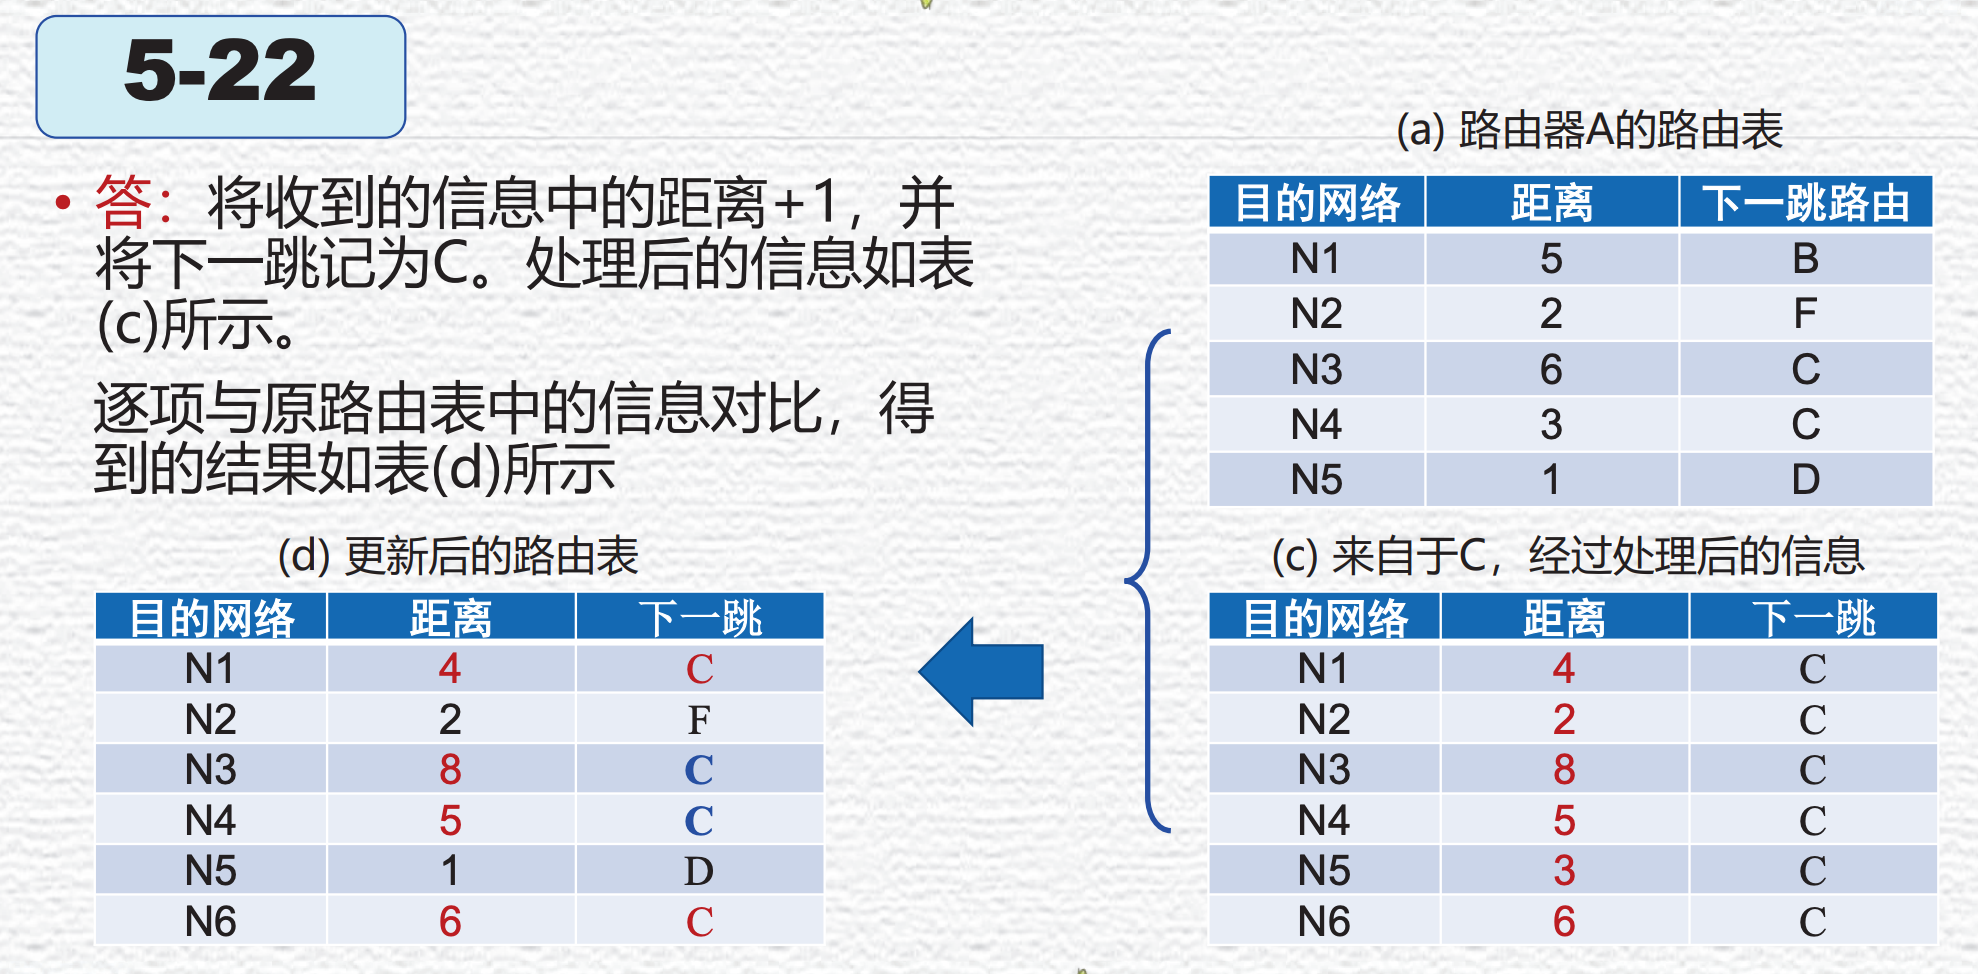 5-22
• 答：将收到的信息中的距离+1，并
将下一跳记为C。处理后的信息如表
(c)所示。
逐项与原路由表中的信息对比，得
到的结果如表(d)所示
(a) 路由器A的路由表
目的网络 距离 下一跳路由
N1 5 B
N2 2 F
N3 6 C
N4 3 C
N5 1 D
(d) 更新后的路由表
目的网络 距离 下一跳
N1 4 C
N2 2 F
N3 8 C
N4 5 C
N5 1 D
N6 6 C
(c) 来自于C，经过处理后的信息
目的网络 距离 下一跳
N1 4 C
N2 2 C
N3 8 C
N4 5 C
N5 3 C
N6 6 C